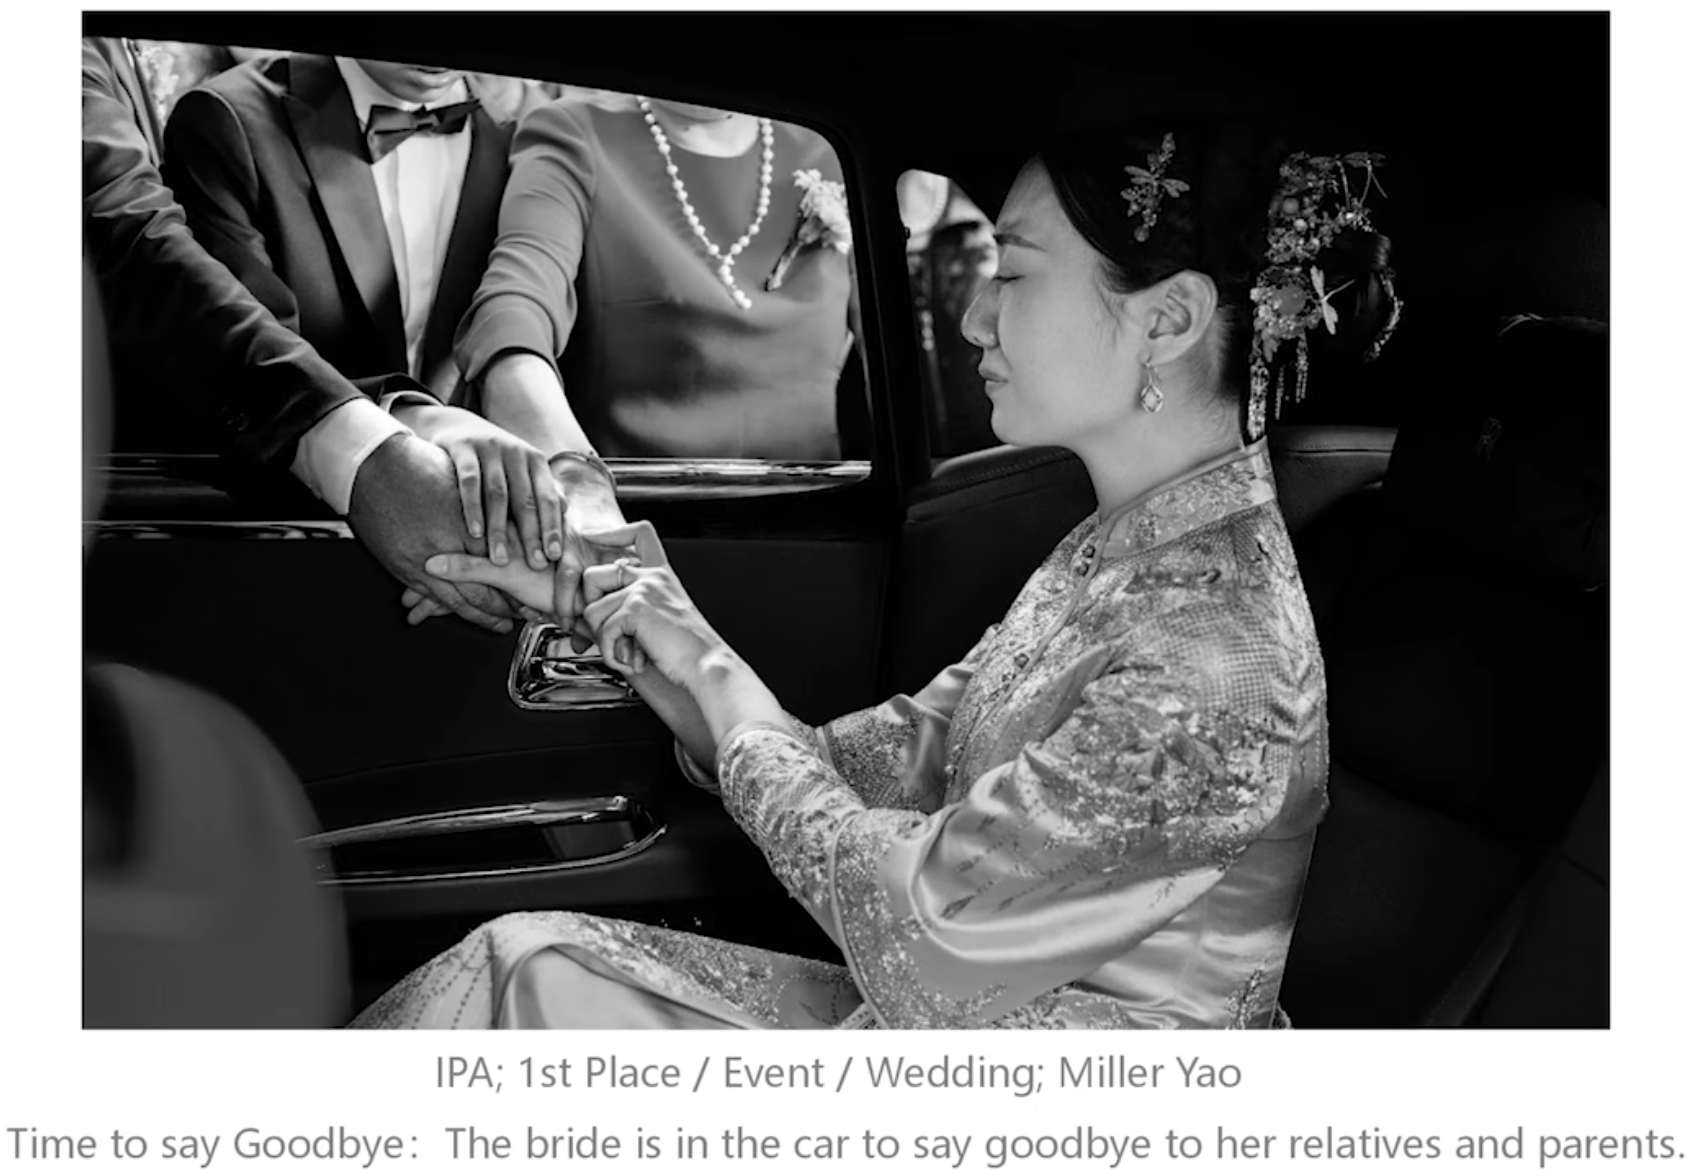 IPA; 1st Place / Event / Wedding; Miller Yao
Time to say Goodbye： The bride is in the car to say goodbye to her relatives and parents.